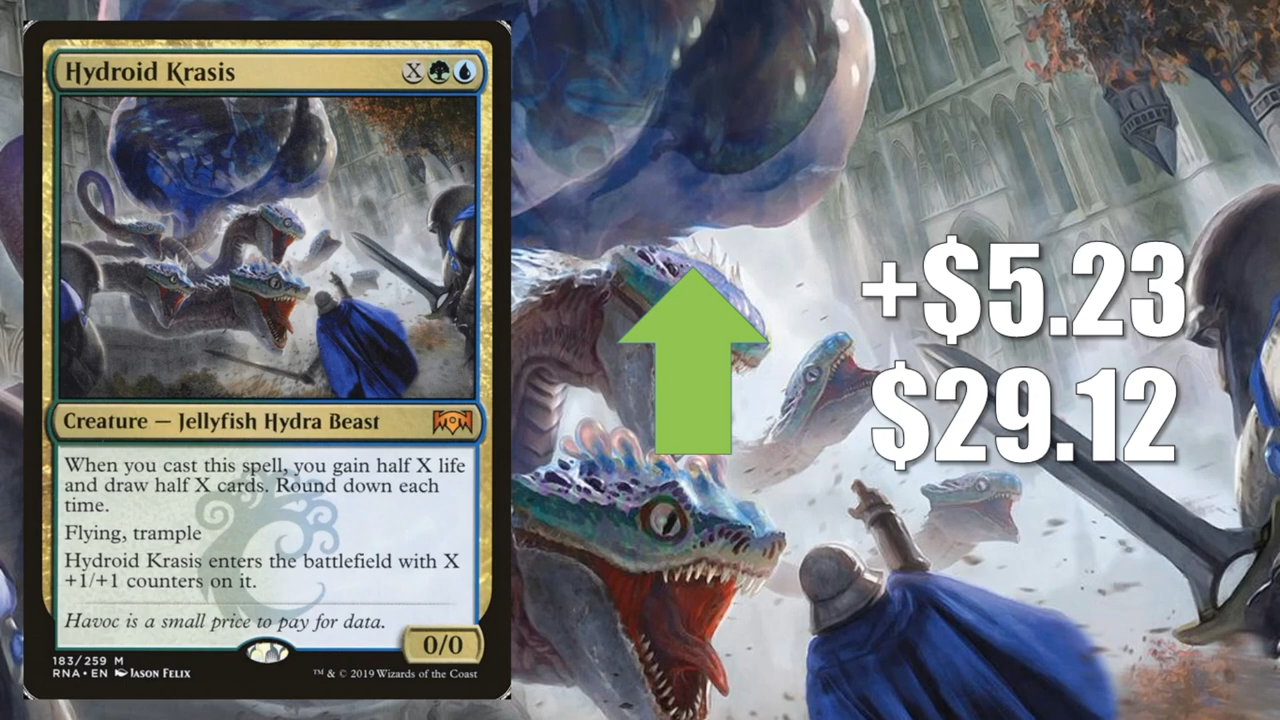 Hydroid Krasis X
Creature — Jellyfish Hydra Beast
When you cast this spell, you gain half X life
and draw half X cards. Round down each
time.
Flying, trample
Hydroid Krasis enters the battlefield with X
+1/+1 counters on it.
Havoc is a small price to pay for data.
0/0
183/259 M
RNA • EN Jason Felix
™ & © 2019 Wizards of the Coast
+$5.23
$29.12